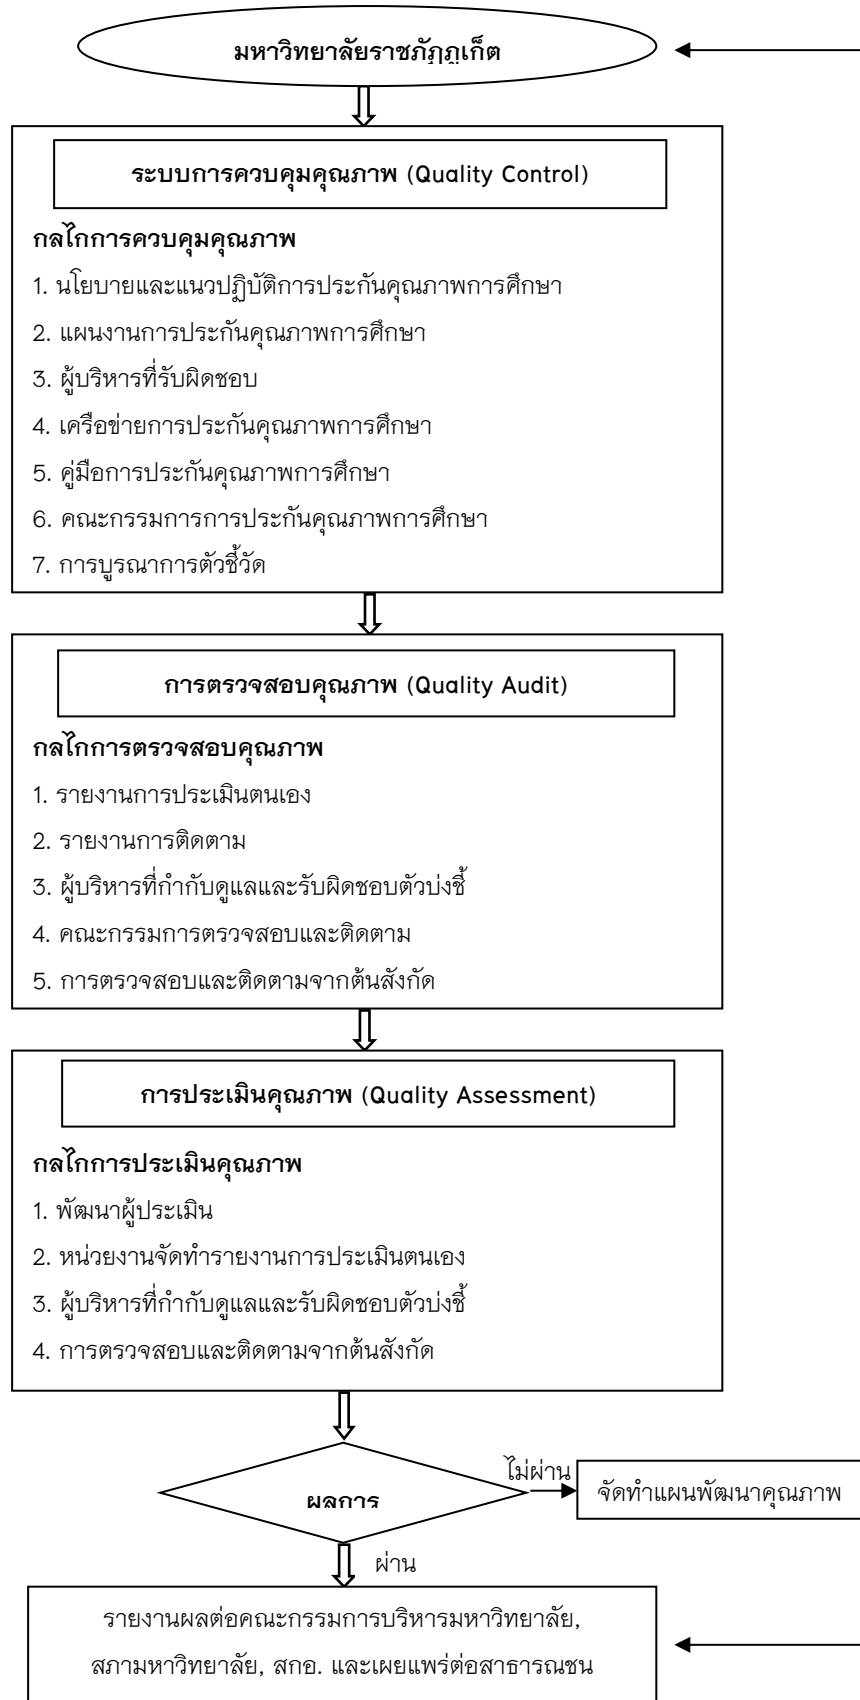 มหาวิทยาลัยราชภัฏภูเก็ต
ระบบการควบคุมคุณภาพ (Quality Control)
กลไกการควบคุมคุณภาพ
1. นโยบายและแนวปฏิบัติการประกันคุณภาพการศึกษา
2. แผนงานการประกันคุณภาพการศึกษา
3. ผู้บริหารที่รับผิดชอบ
4. เครือข่ายการประกันคุณภาพการศึกษา
5. คู่มือการประกันคุณภาพการศึกษา
6. คณะกรรมการการประกันคุณภาพการศึกษา
7. การบูรณาการตัวชี้วัด
การตรวจสอบคุณภาพ (Quality Audit)
กลไกการตรวจสอบคุณภาพ
1. รายงานการประเมินตนเอง
2. รายงานการติดตาม
3. ผู้บริหารที่กำกับดูแลและรับผิดชอบตัวบ่งชี้
4. คณะกรรมการตรวจสอบและติดตาม
5. การตรวจสอบและติดตามจากต้นสังกัด
การประเมินคุณภาพ (Quality Assessment)
กลไกการประเมินคุณภาพ
1. พัฒนาผู้ประเมิน
2. หน่วยงานจัดทำรายงานการประเมินตนเอง
3. ผู้บริหารที่กำกับดูแลและรับผิดชอบตัวบ่งชี้
4. การตรวจสอบและติดตามจากต้นสังกัด
ผลการ
ไม่ผ่าน
จัดทำแผนพัฒนาคุณภาพ
ผ่าน
รายงานผลต่อคณะกรรมการบริหารมหาวิทยาลัย,
สภามหาวิทยาลัย, สกอ. และเผยแพร่ต่อสาธารณชน